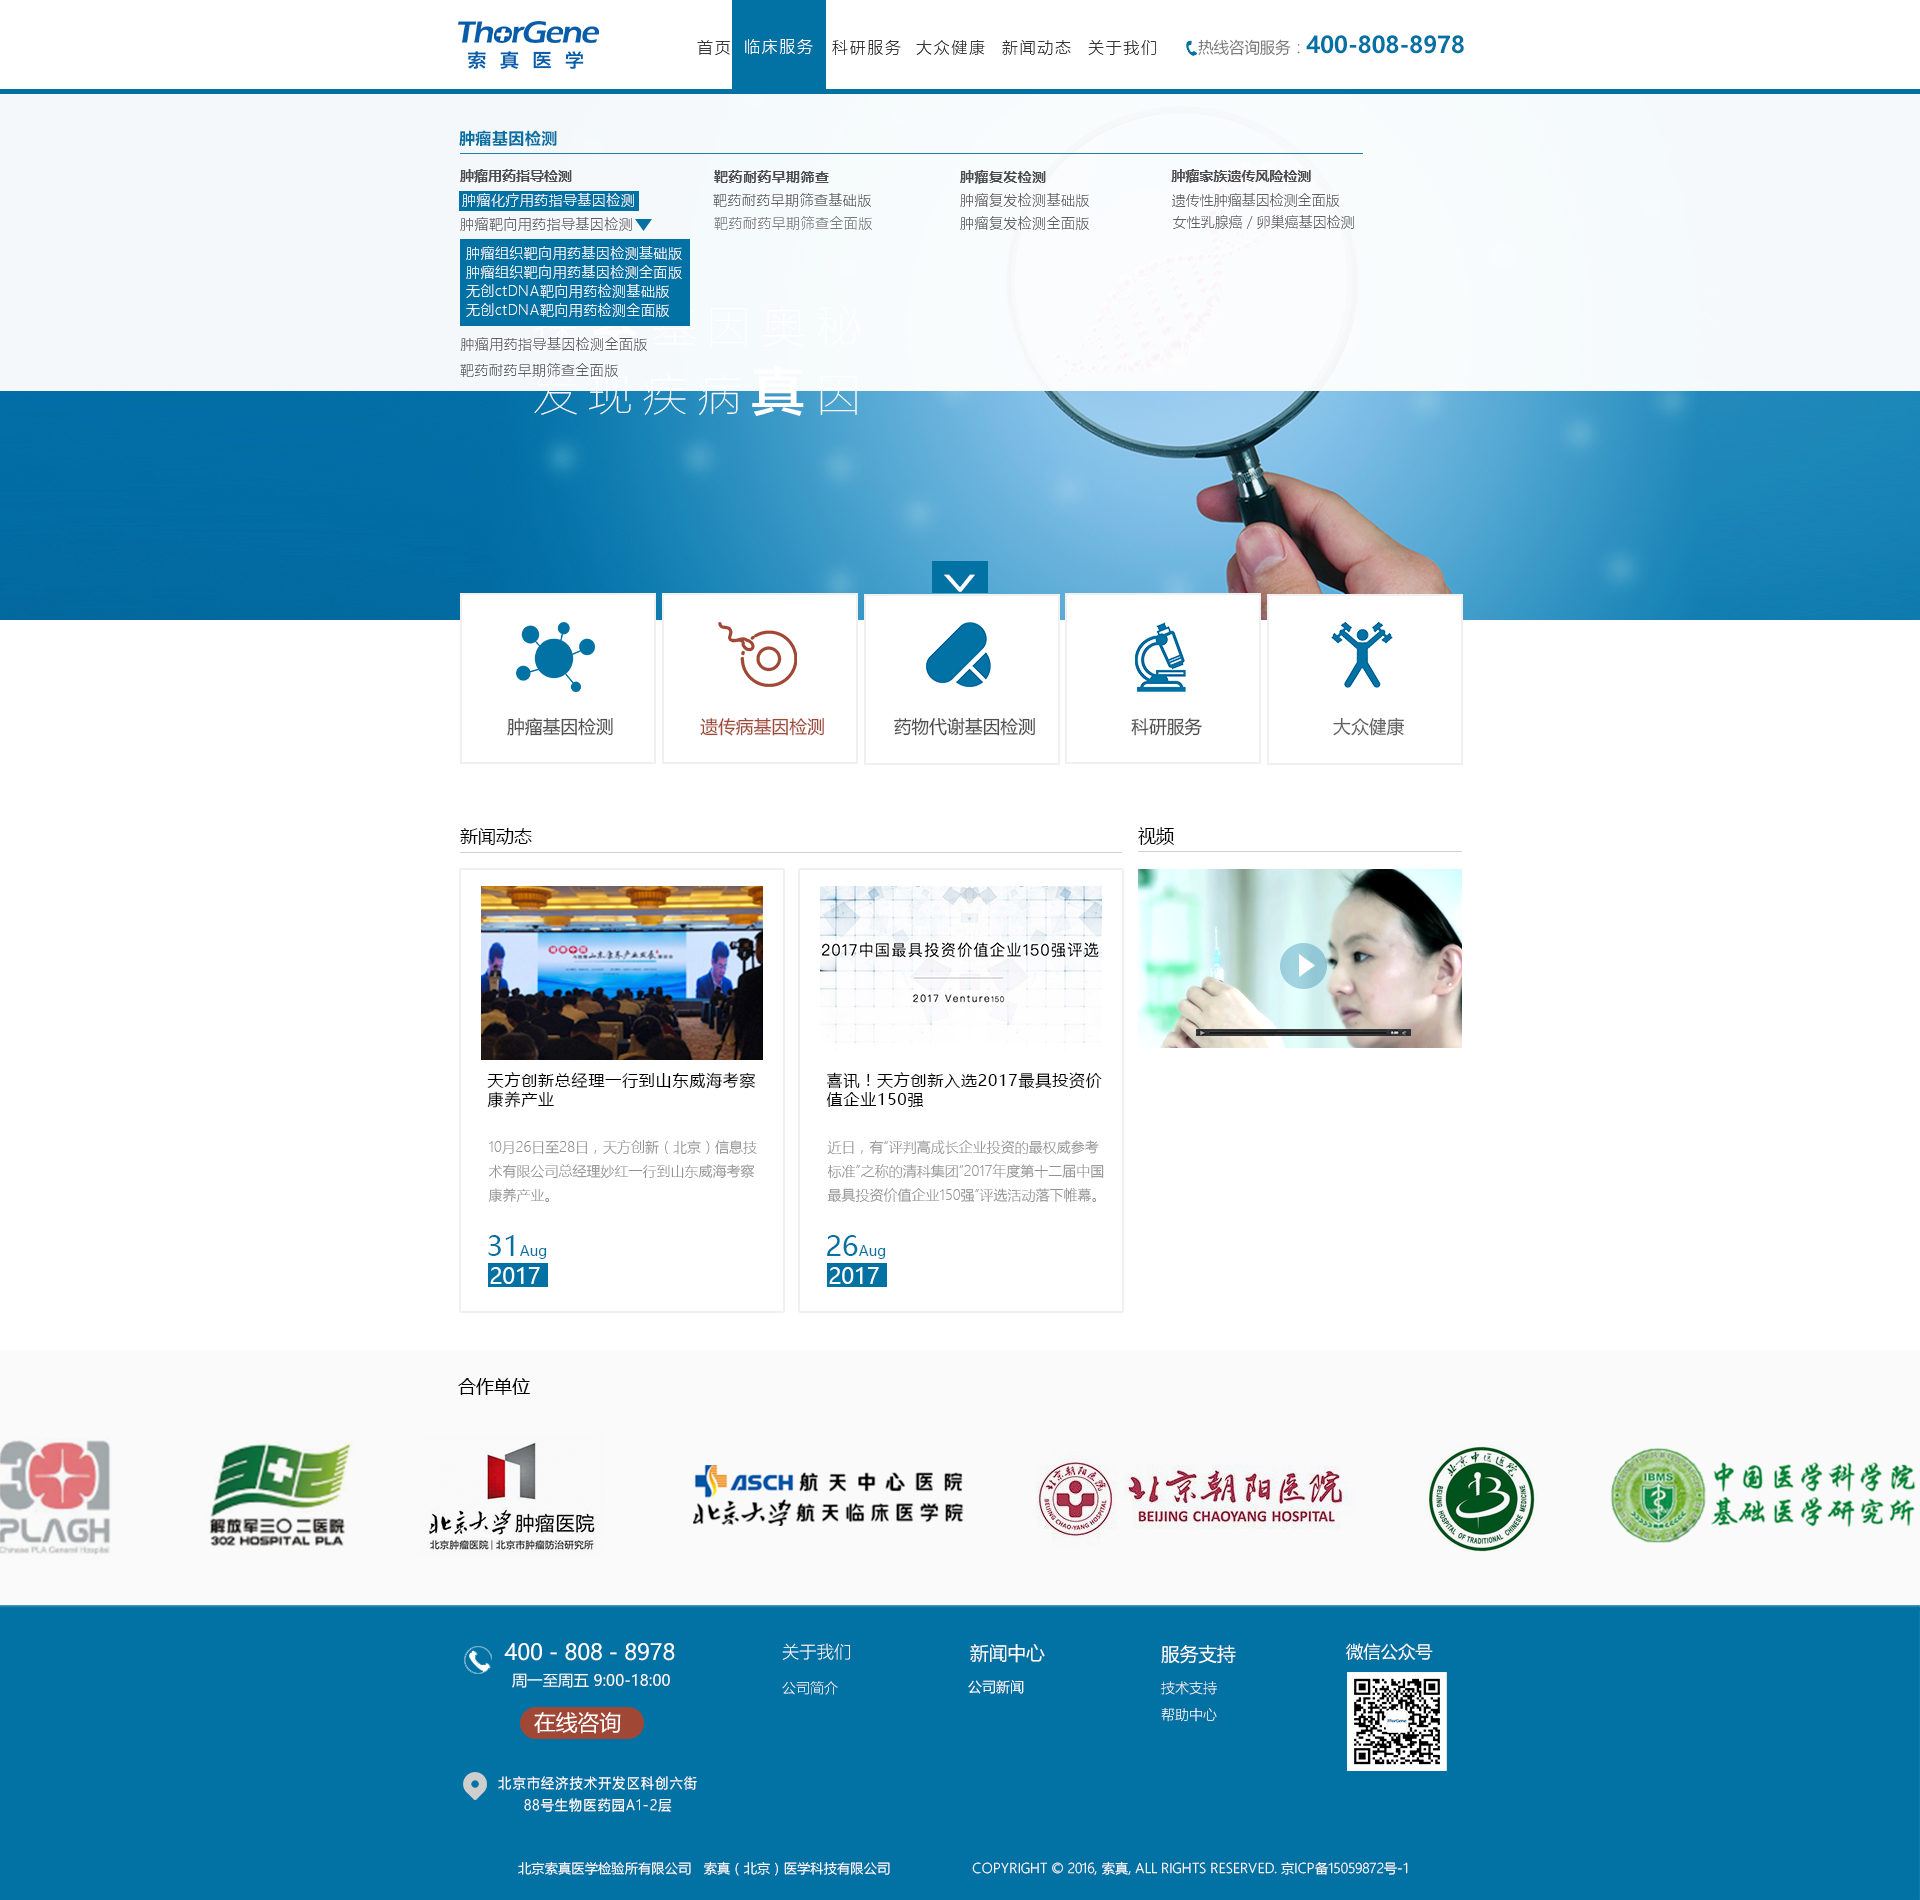 ThorGene
索真医学
首页 临床服务 科研服务 大众健康 新闻动态 关于我们 热线咨询服务：400-808-8978
肿瘤基因检测
肿瘤用药指导检测
肿瘤化疗用药指导基因检测
肿瘤靶向用药指导基因检测
肿瘤组织靶向用药基因检测基础版
肿瘤组织靶向用药基因检测全面版
无创ctDNA靶向用药检测基础版
无创ctDNA靶向用药检测全面版
肿瘤用药指导基因检测全面版
靶药耐药早期筛查全面版
靶药耐药早期筛查
靶药耐药早期筛查基础版
靶药耐药早期筛查全面版
肿瘤复发检测
肿瘤复发检测基础版
肿瘤复发检测全面版
肿瘤家族遗传风险检测
遗传性肿瘤基因检测全面版
女性乳腺癌 / 卵巢癌基因检测
基因奥秘
发现疾病真因
肿瘤基因检测
遗传病基因检测
药物代谢基因检测
科研服务
大众健康
新闻动态
视频
2017中国最具投资价值企业150强评选
2017 Venture150
天方创新总经理一行到山东威海考察
康养产业
10月26日至28日，天方创新（北京）信息技
术有限公司总经理妙红一行到山东威海考察
康养产业。
31Aug
2017
喜讯！天方创新入选2017最具投资价
值企业150强
近日，有“评判高成长企业投资的最权威参考
标准”之称的清科集团“2017年度第十二届中国
最具投资价值企业150强”评选活动落下帷幕。
26Aug
2017
合作单位
301
PLAGH
Chinese PLA General Hospital
解放军三〇二医院
302 HOSPITAL PLA
北京大学肿瘤医院
北京肿瘤医院 | 北京市肿瘤防治研究所
ASCH 航天中心医院
北京大学航天临床医学院
北京朝阳医院
BEIJING CHAO-YANG HOSPITAL
北京朝阳医院
BEIJING CHAOYANG HOSPITAL
北京中医医院
BEIJING HOSPITAL OF TRADITIONAL CHINESE MEDICINE
IBMS
中国医学科学院
基础医学研究所
400 - 808 - 8978
周一至周五 9:00-18:00
在线咨询
北京市经济技术开发区科创六街
88号生物医药园A1-2层
关于我们
公司简介
新闻中心
公司新闻
服务支持
技术支持
帮助中心
微信公众号
ThorGene
北京索真医学检验所有限公司 索真（北京）医学科技有限公司
COPYRIGHT © 2016, 索真, ALL RIGHTS RESERVED. 京ICP备15059872号-1